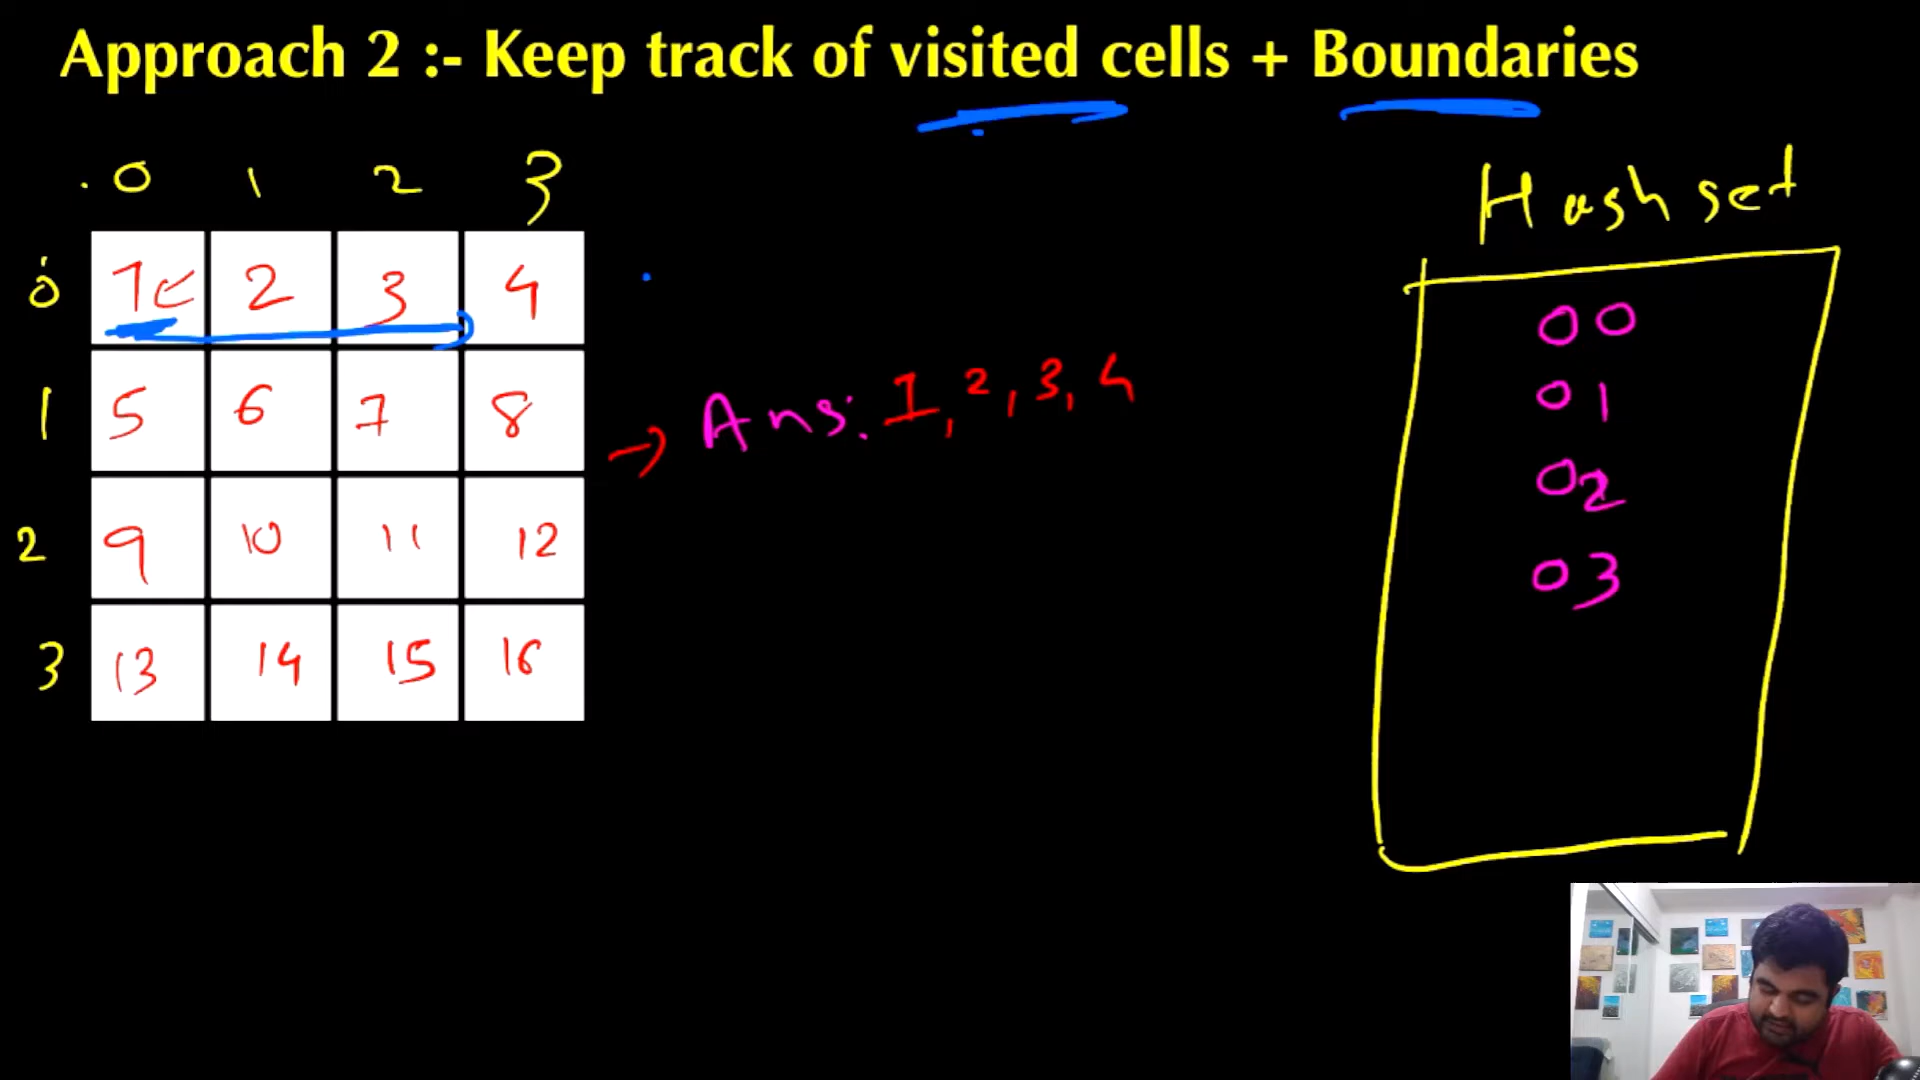 Approach 2 :- Keep track of visited cells + Boundaries
0 1 2 3
0 1 2 3 4
1 5 6 7 8
2 9 10 11 12
3 13 14 15 16
→ Ans: 1, 2, 3, 4
Hash set
00
01
02
03